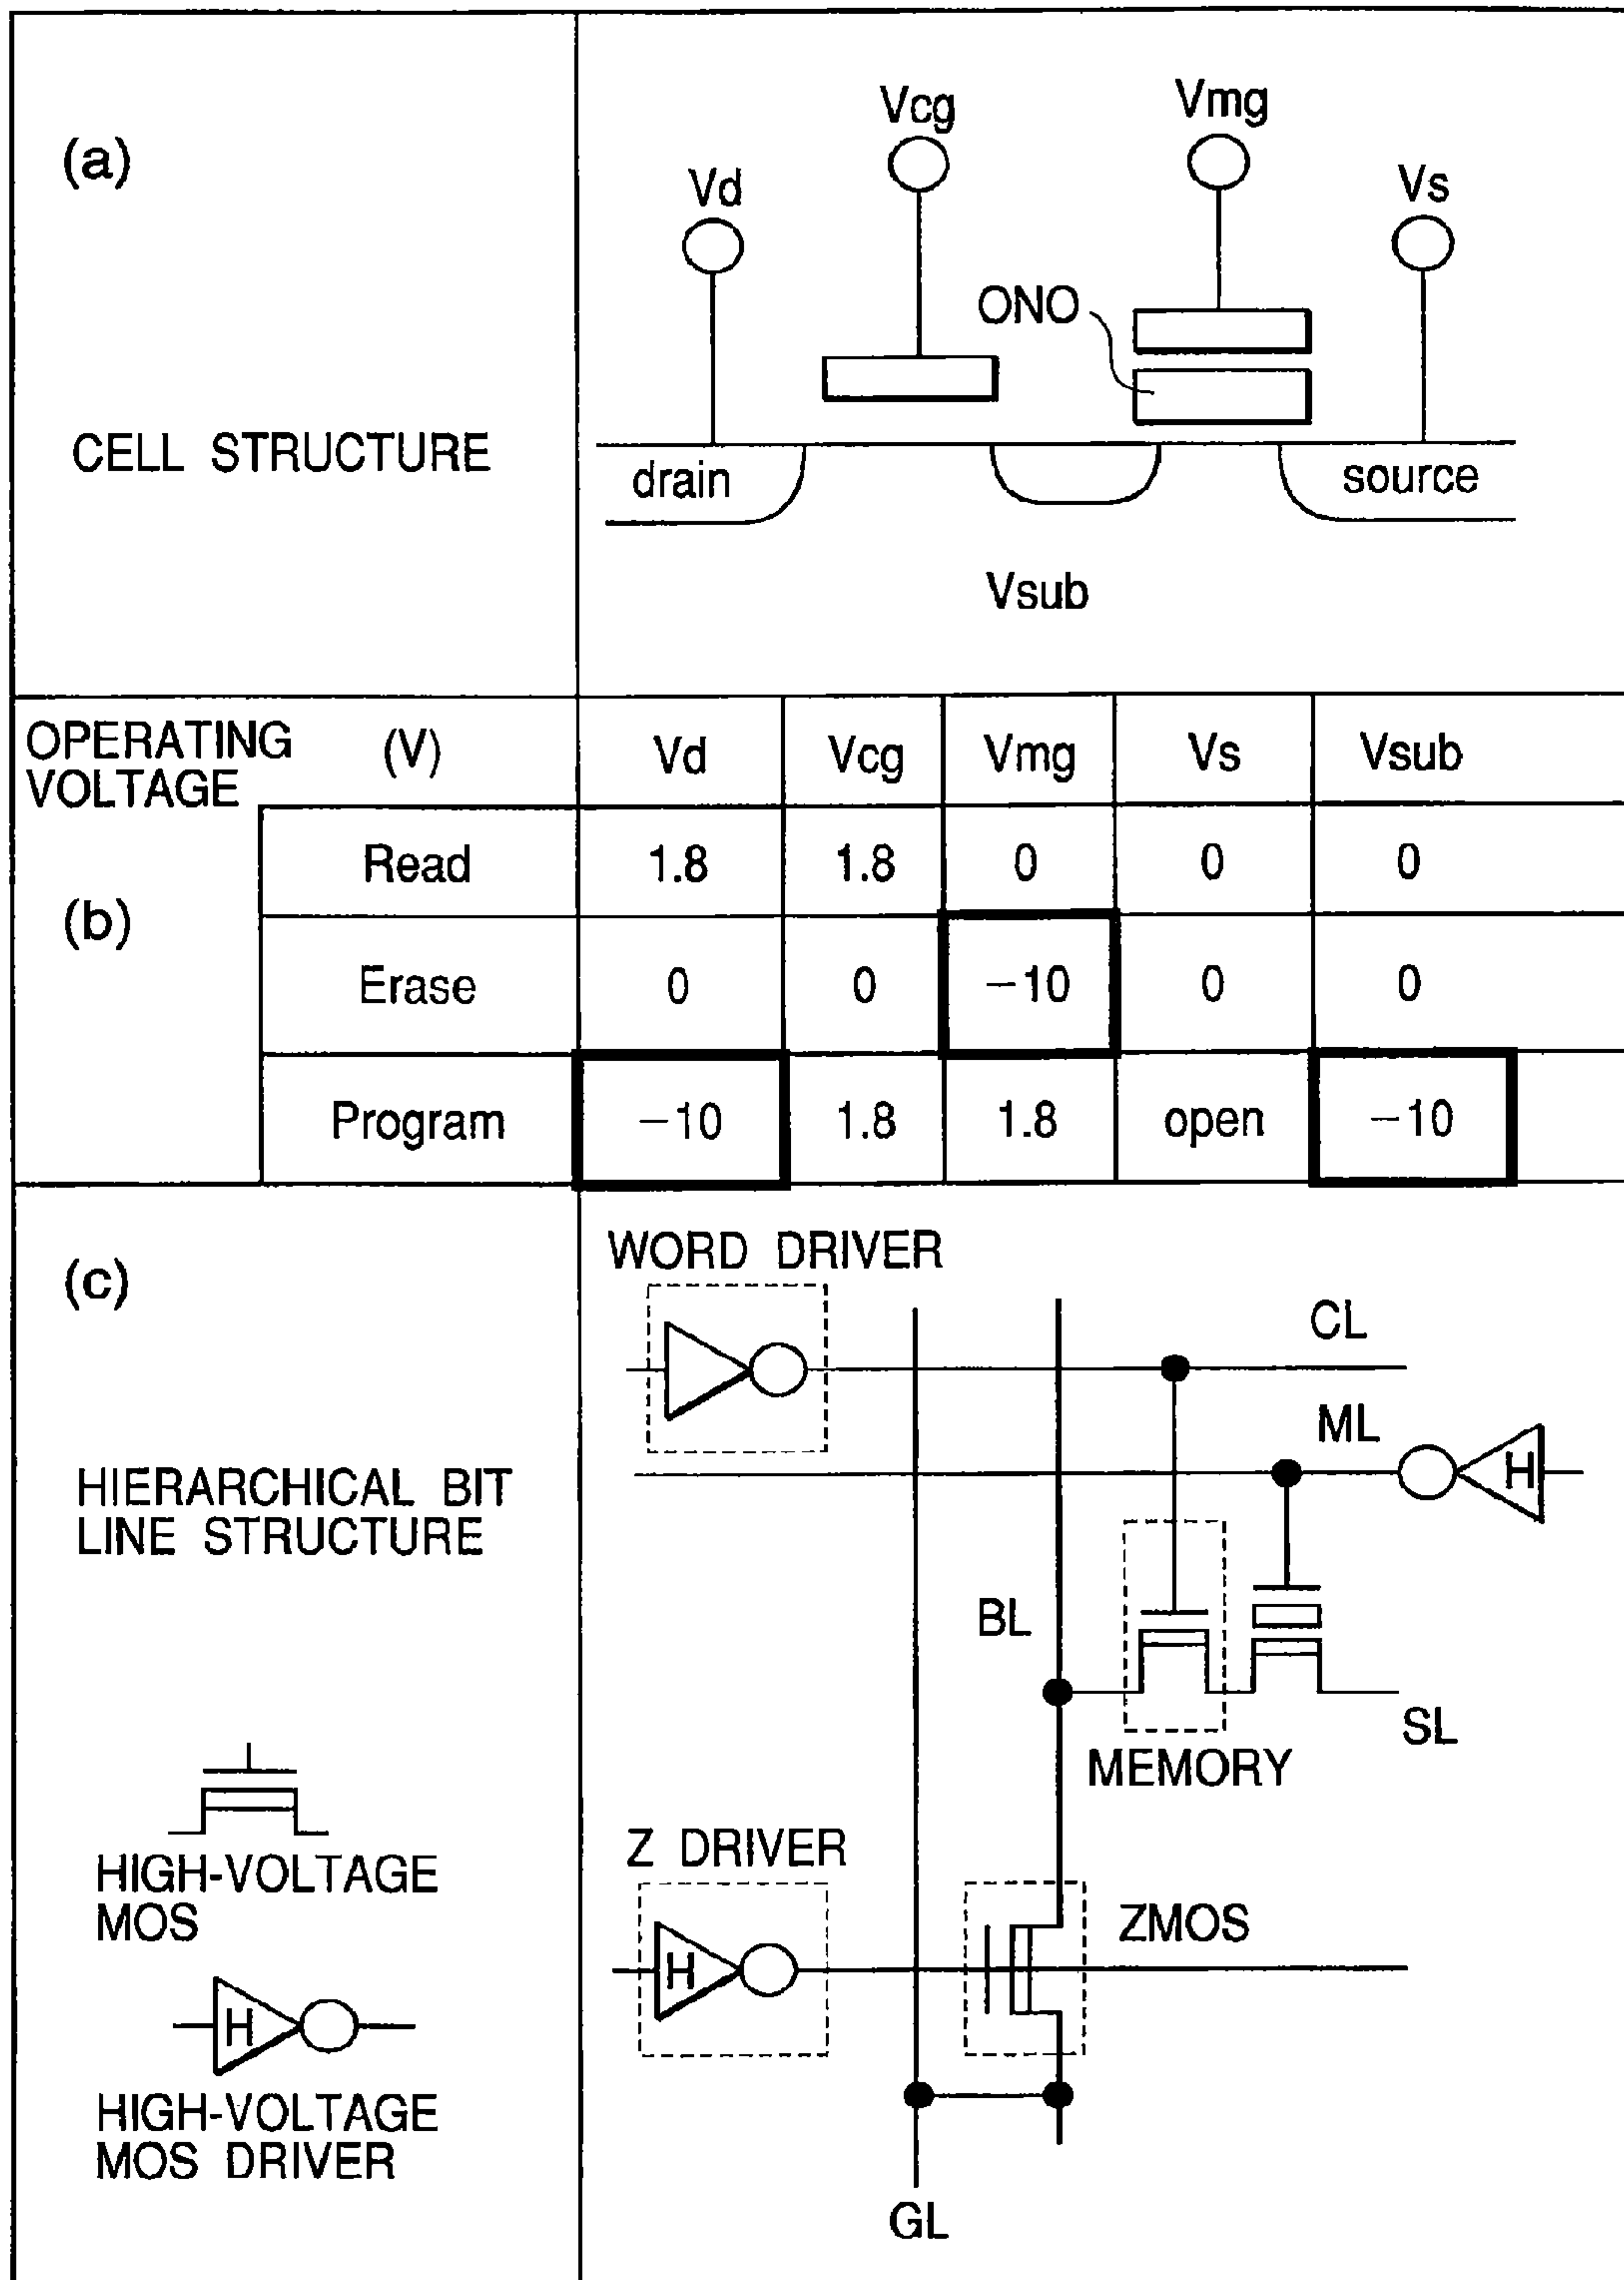 (a)
CELL STRUCTURE
Vd
Vcg
Vmg
Vs
ONO
drain
source
Vsub
OPERATING VOLTAGE (V) Vd Vcg Vmg Vs Vsub
(b)
Read 1.8 1.8 0 0 0
Erase 0 0 −10 0 0
Program −10 1.8 1.8 open −10
(c)
HIERARCHICAL BIT
LINE STRUCTURE
HIGH-VOLTAGE
MOS
H
HIGH-VOLTAGE
MOS DRIVER
WORD DRIVER
CL
ML
H
BL
SL
MEMORY
Z DRIVER
H
ZMOS
GL